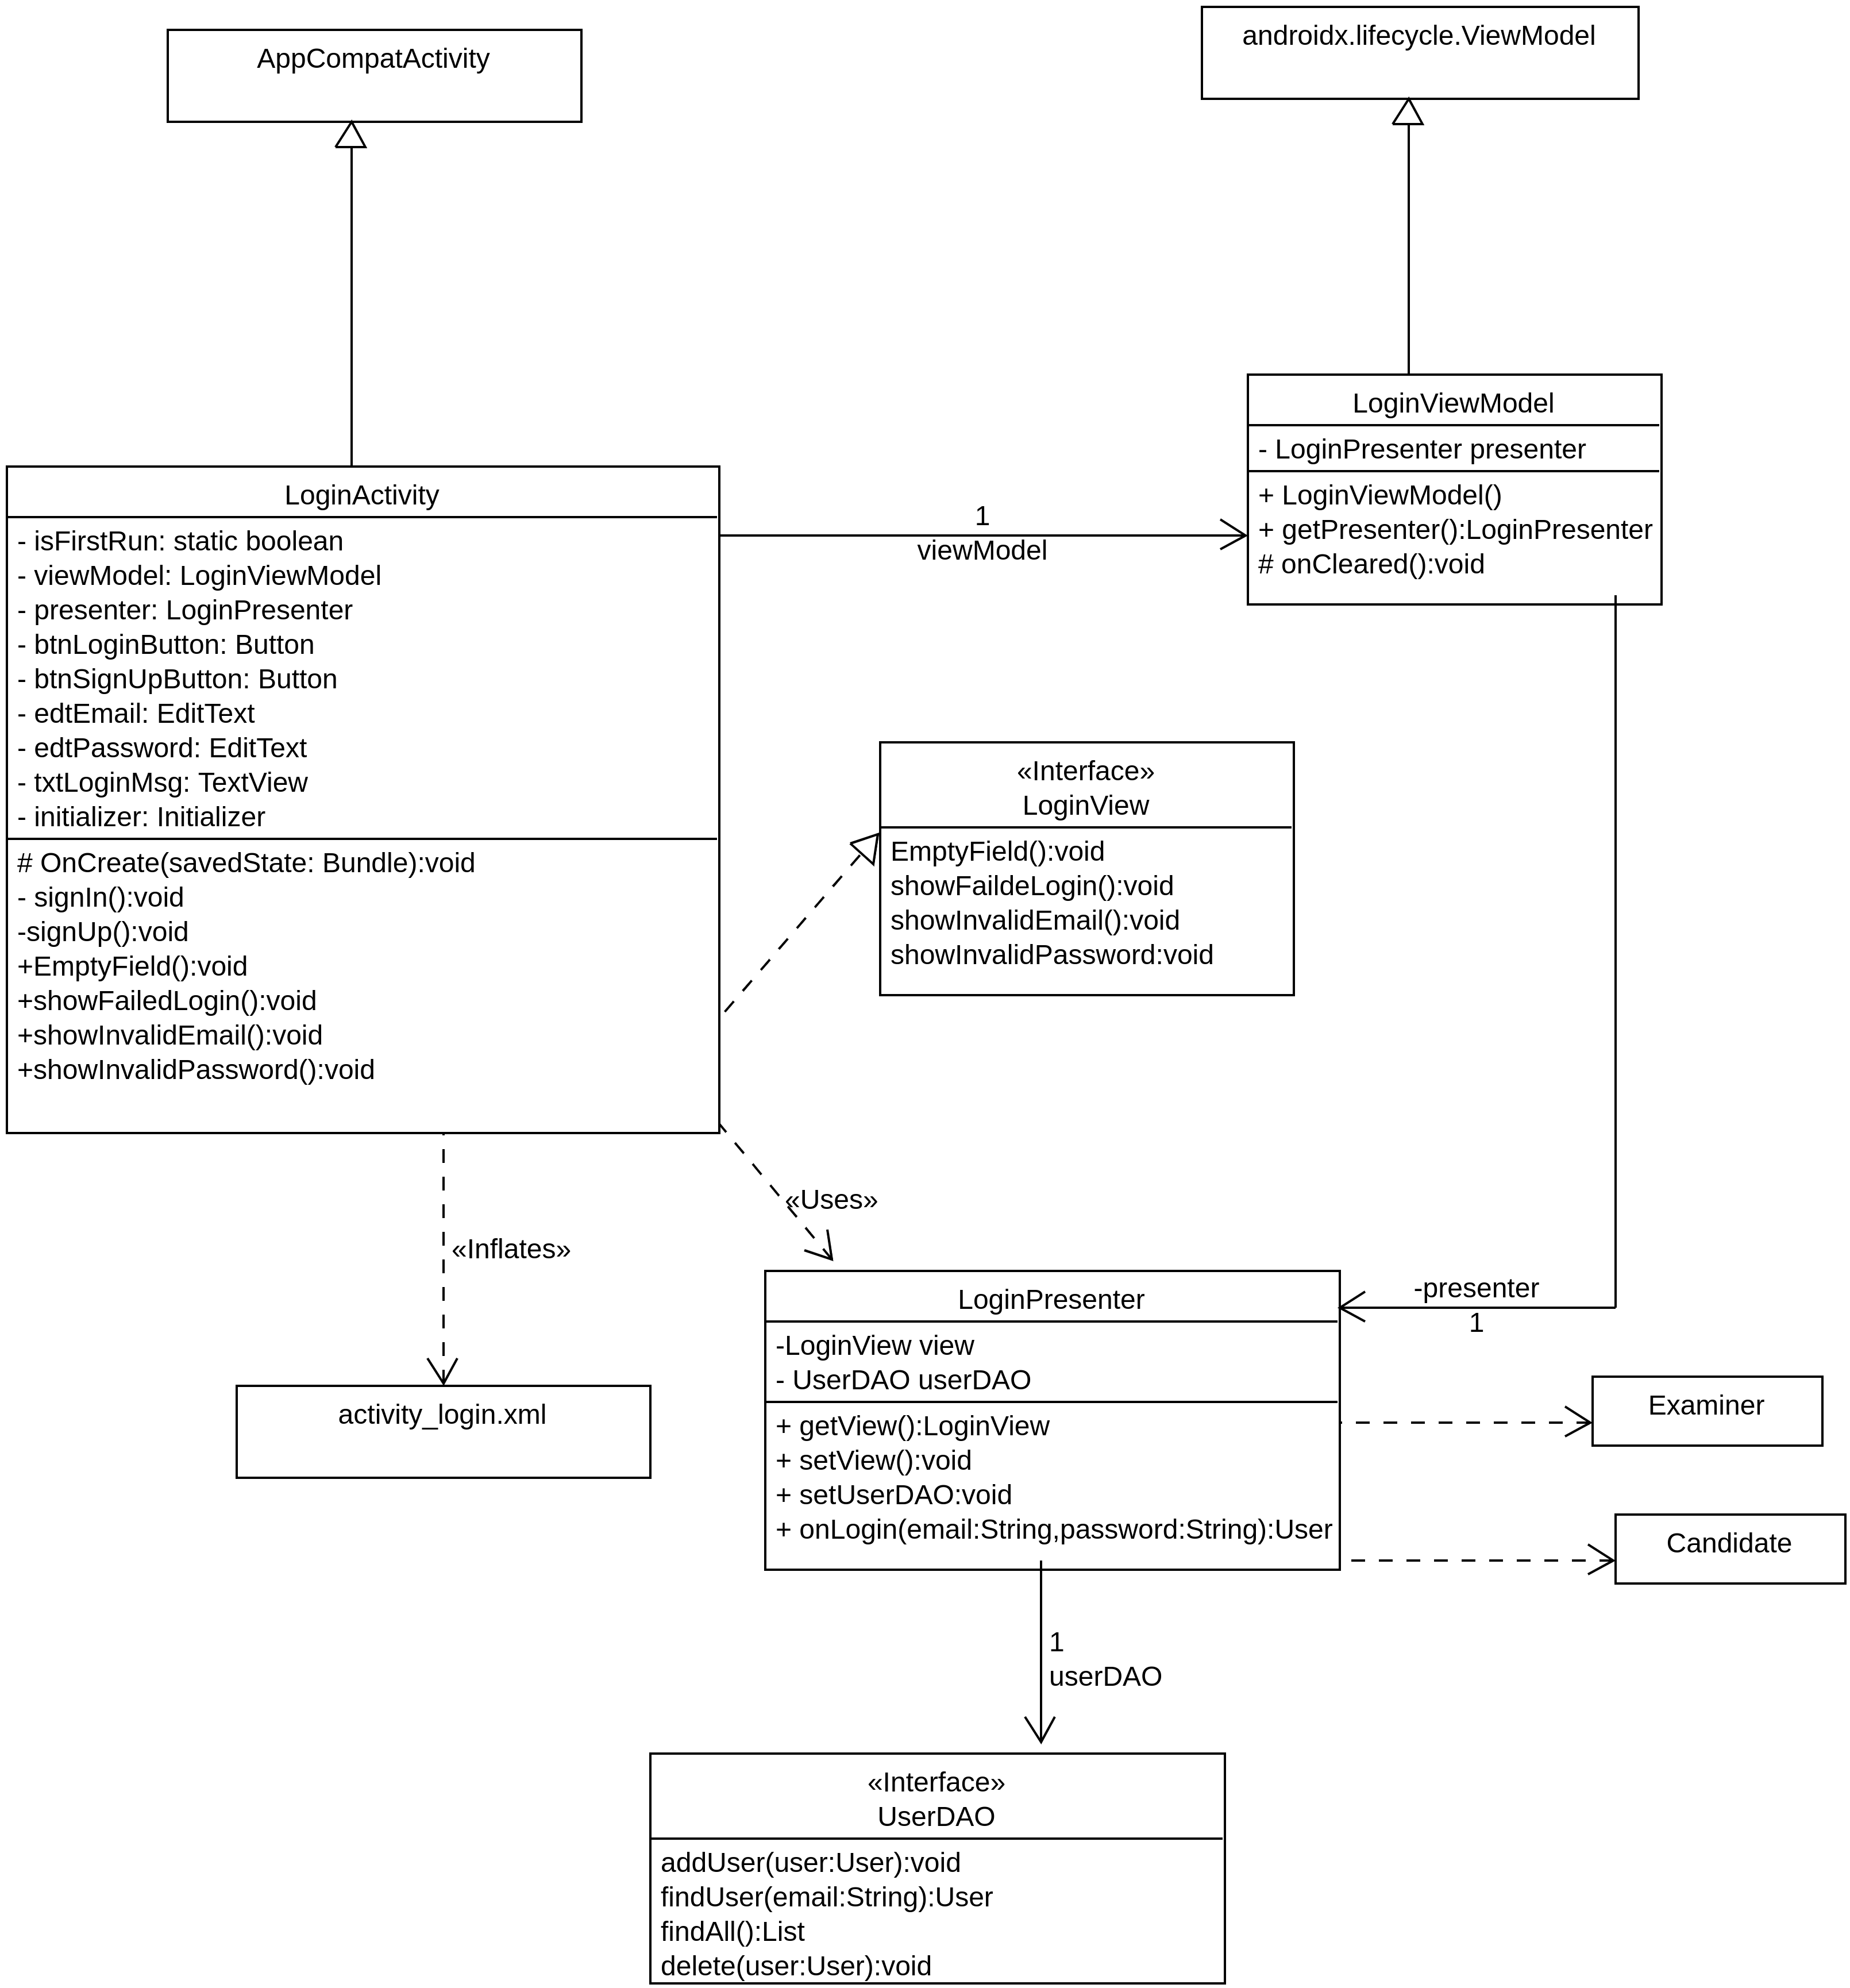 androidx.lifecycle.ViewModel
AppCompatActivity
LoginViewModel
- LoginPresenter presenter
+ LoginViewModel()
+ getPresenter():LoginPresenter
# onCleared():void
LoginActivity
- isFirstRun: static boolean
- viewModel: LoginViewModel
- presenter: LoginPresenter
- btnLoginButton: Button
- btnSignUpButton: Button
- edtEmail: EditText
- edtPassword: EditText
- txtLoginMsg: TextView
- initializer: Initializer
# OnCreate(savedState: Bundle):void
- signIn():void
-signUp():void
+EmptyField():void
+showFailedLogin():void
+showInvalidEmail():void
+showInvalidPassword():void
1
viewModel
«Interface»
LoginView
EmptyField():void
showFaildeLogin():void
showInvalidEmail():void
showInvalidPassword:void
«Uses»
«Inflates»
activity_login.xml
LoginPresenter
-LoginView view
- UserDAO userDAO
+ getView():LoginView
+ setView():void
+ setUserDAO:void
+ onLogin(email:String,password:String):User
-presenter
1
Examiner
Candidate
1
userDAO
«Interface»
UserDAO
addUser(user:User):void
findUser(email:String):User
findAll():List
delete(user:User):void